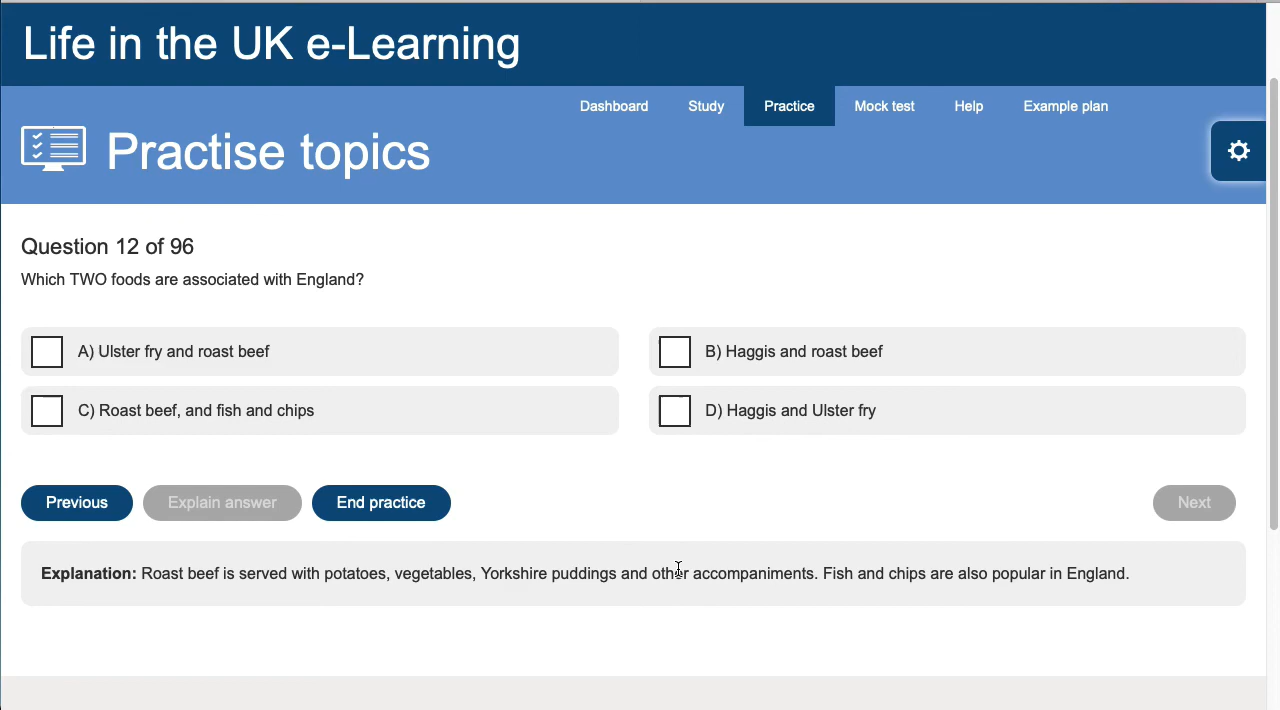 Life in the UK e-Learning
Dashboard Study Practice Mock test Help Example plan
Practise topics
Question 12 of 96
Which TWO foods are associated with England?
A) Ulster fry and roast beef
B) Haggis and roast beef
C) Roast beef, and fish and chips
D) Haggis and Ulster fry
Previous Explain answer End practice Next
Explanation: Roast beef is served with potatoes, vegetables, Yorkshire puddings and other accompaniments. Fish and chips are also popular in England.